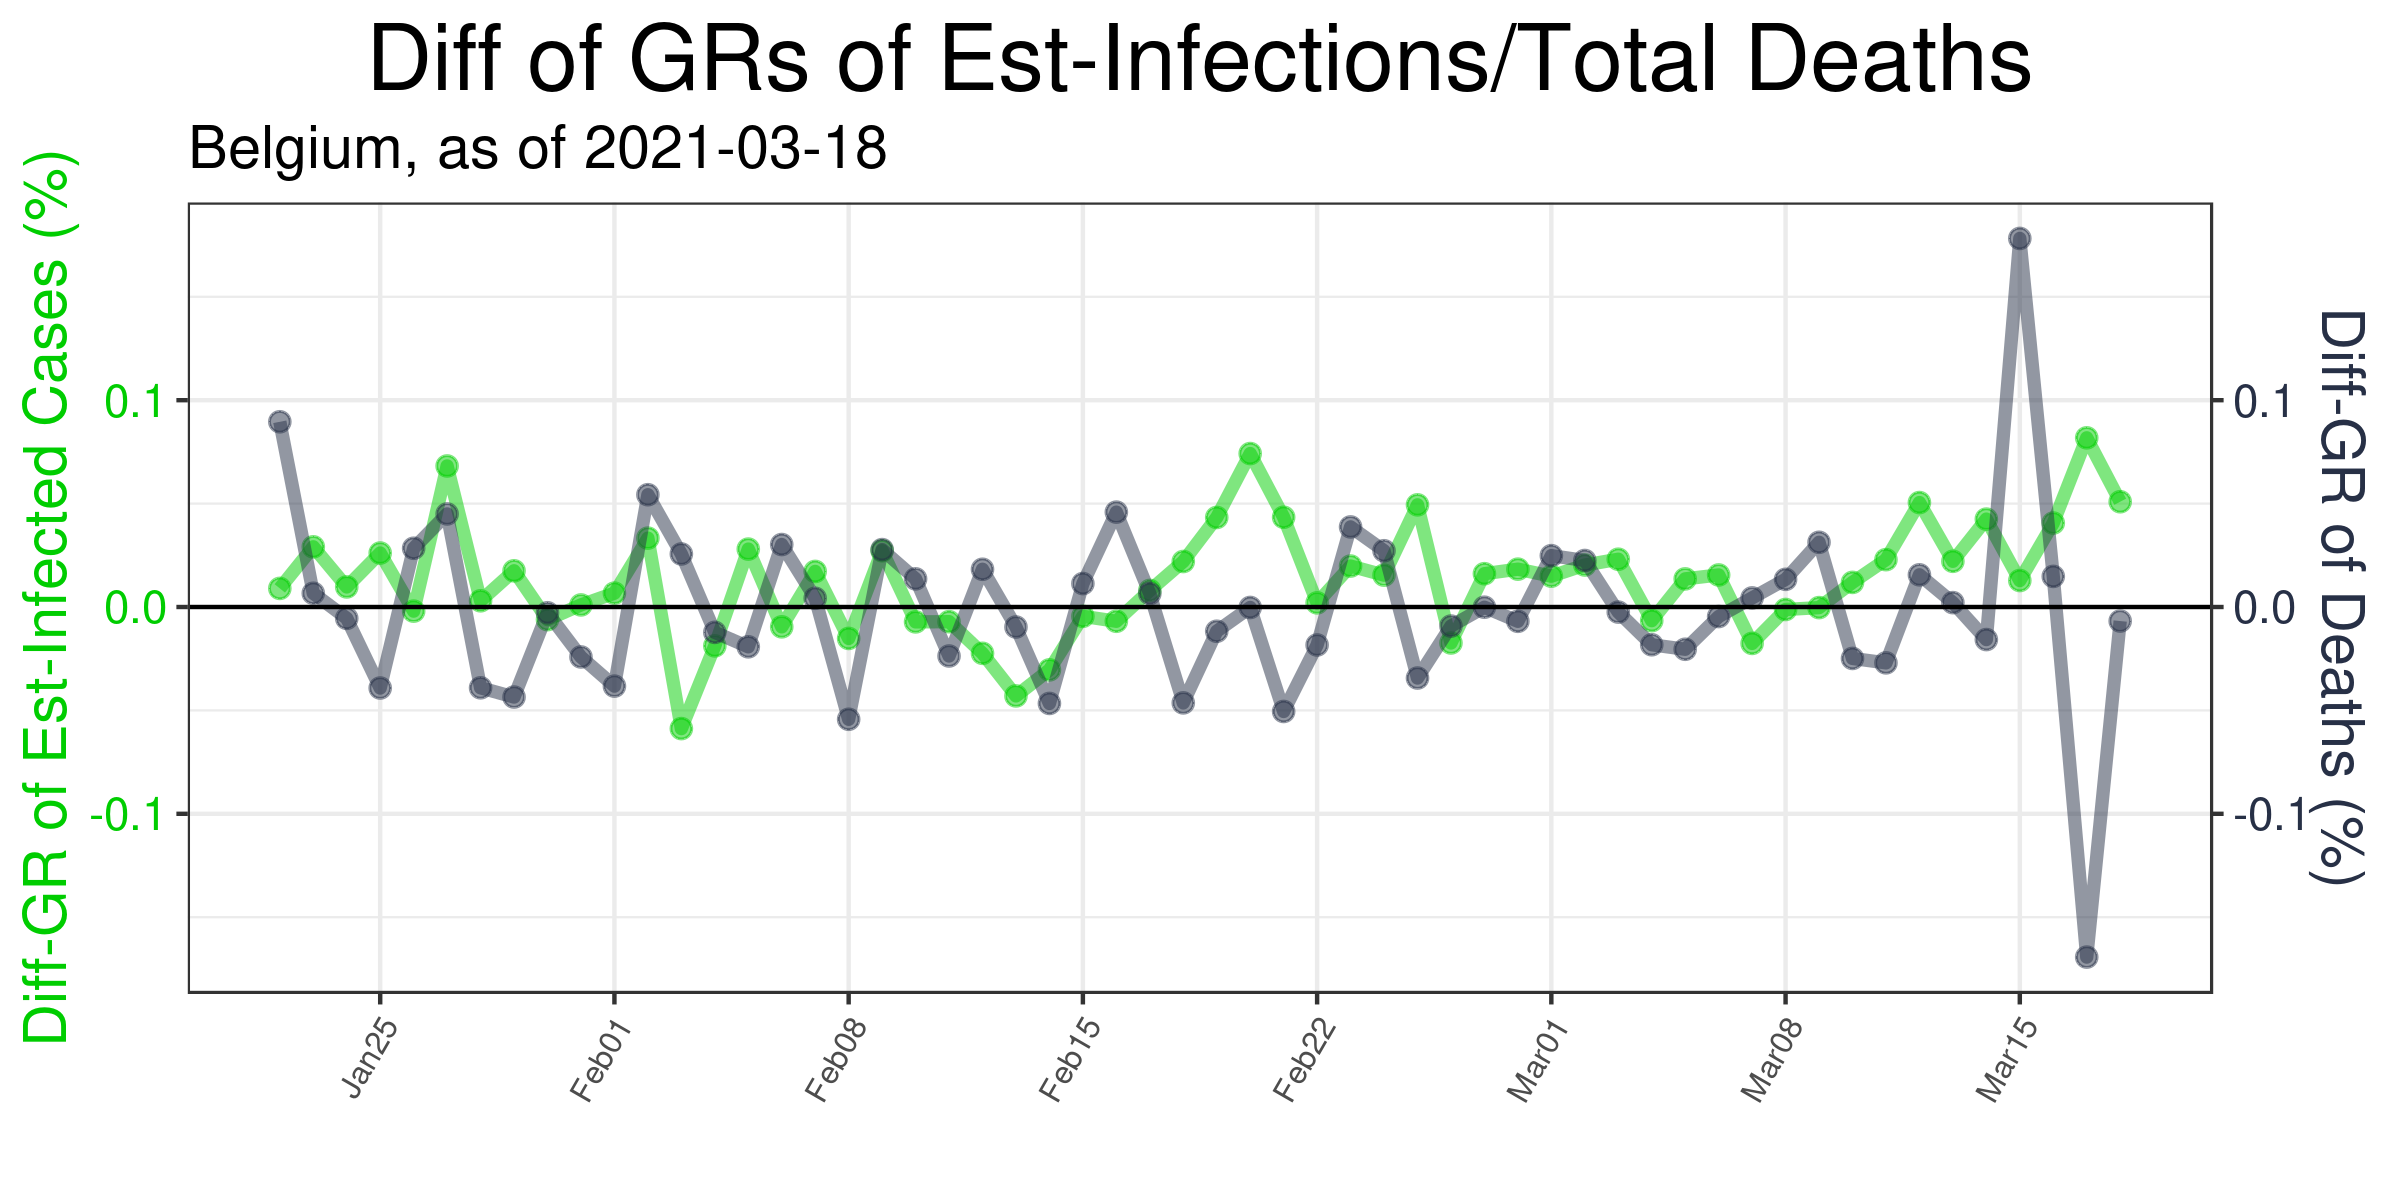 Diff of GRs of Est-Infections/Total Deaths
Belgium, as of 2021-03-18
Diff-GR of Est-Infected Cases (%)
0.1
0.0
-0.1
0.1
0.0
-0.1
Diff-GR of Deaths (%)
Jan25
Feb01
Feb08
Feb15
Feb22
Mar01
Mar08
Mar15